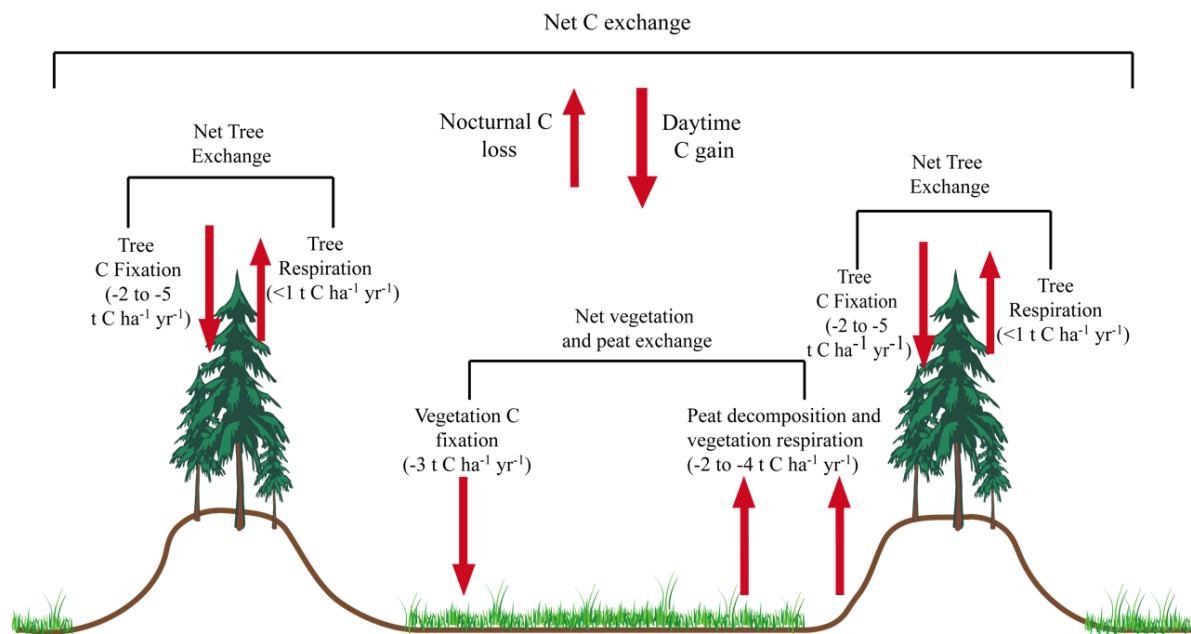 Net C exchange
Nocturnal C
loss
Daytime
C gain
Net Tree
Exchange
Tree
C Fixation
(-2 to -5
t C ha⁻¹ yr⁻¹)
Tree
Respiration
(<1 t C ha⁻¹ yr⁻¹)
Net vegetation
and peat exchange
Vegetation C
fixation
(-3 t C ha⁻¹ yr⁻¹)
Peat decomposition and
vegetation respiration
(-2 to -4 t C ha⁻¹ yr⁻¹)
Net Tree
Exchange
Tree
C Fixation
(-2 to -5
t C ha⁻¹ yr⁻¹)
Tree
Respiration
(<1 t C ha⁻¹ yr⁻¹)